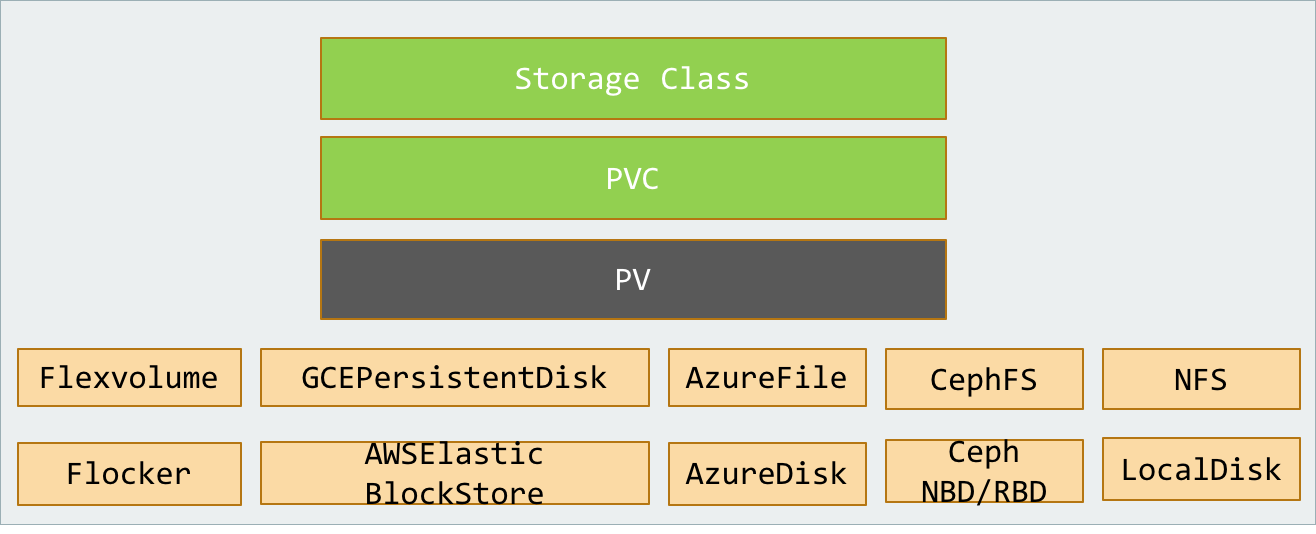 Storage Class
PVC
PV
Flexvolume
GCEPersistentDisk
AzureFile
CephFS
NFS
Flocker
AWSElastic
BlockStore
AzureDisk
Ceph
NBD/RBD
LocalDisk